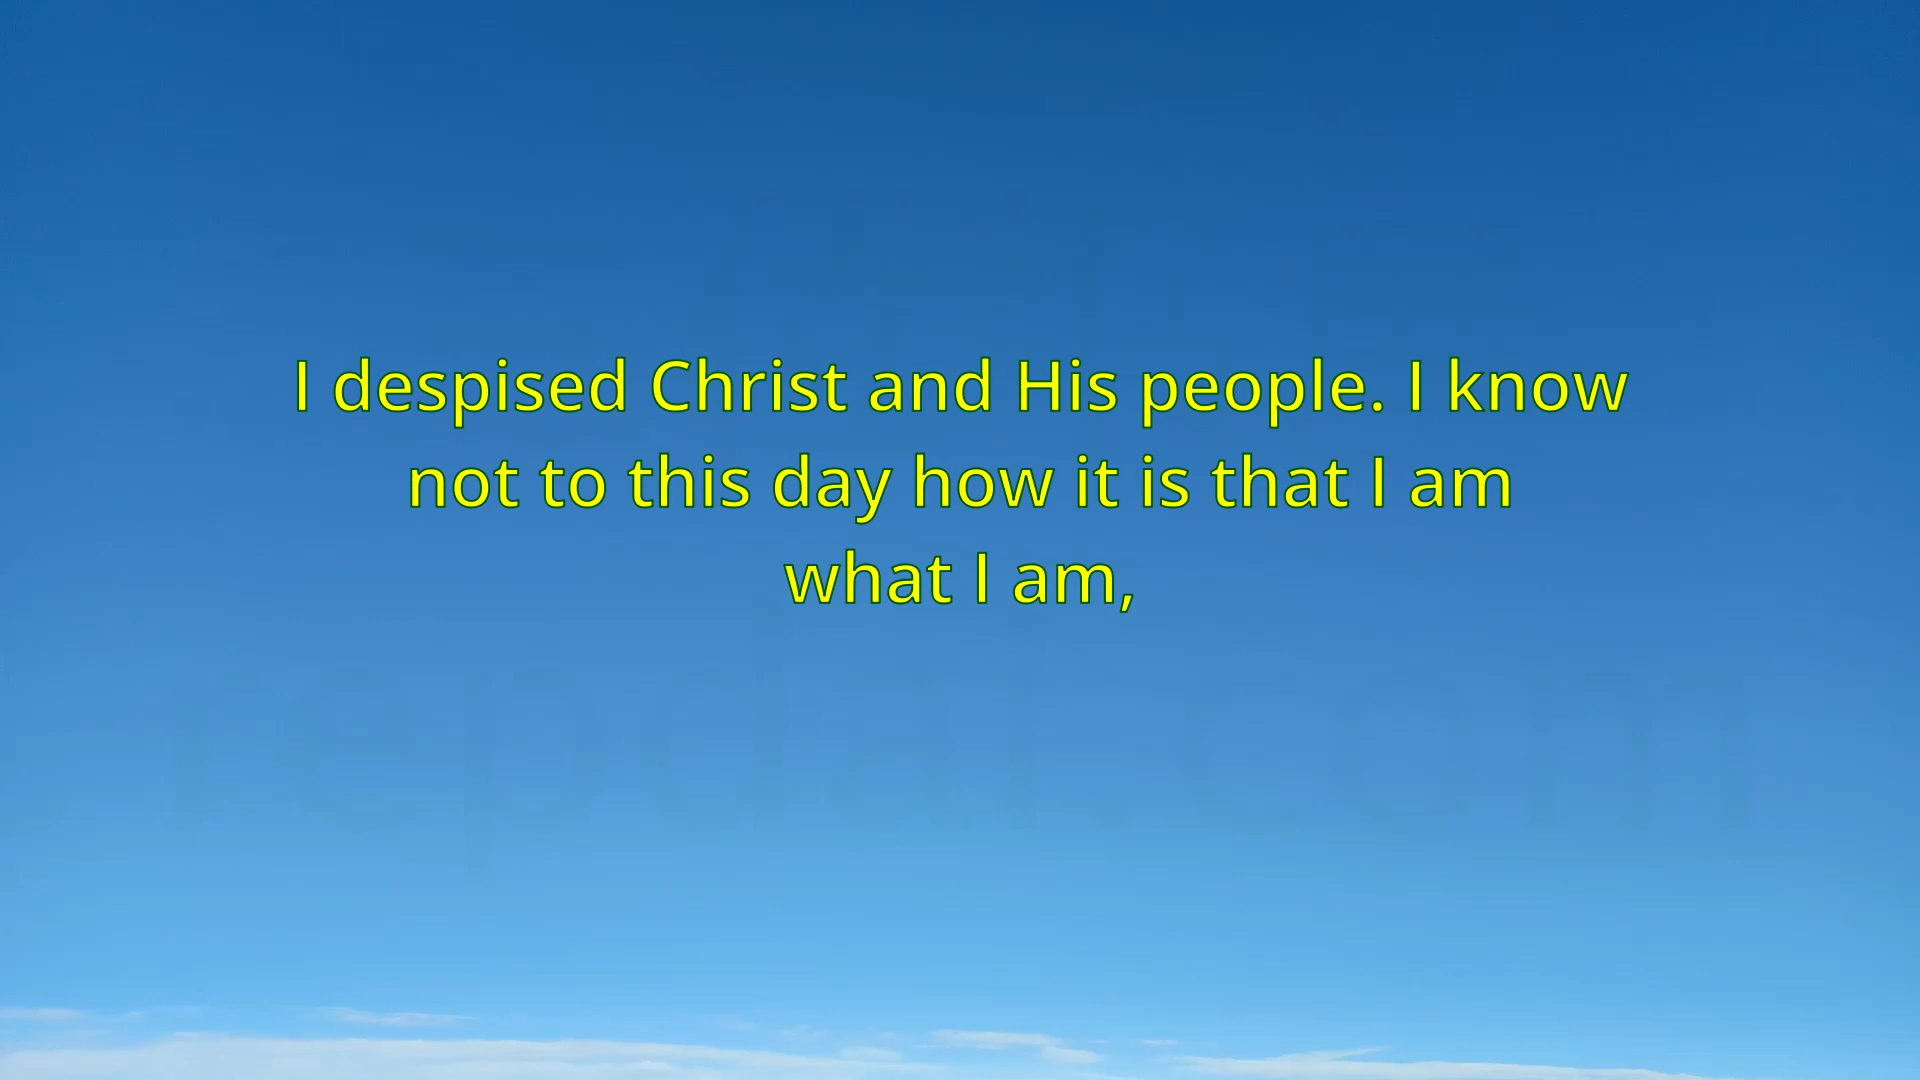 I despised Christ and His people. I know
not to this day how it is that I am
what I am,